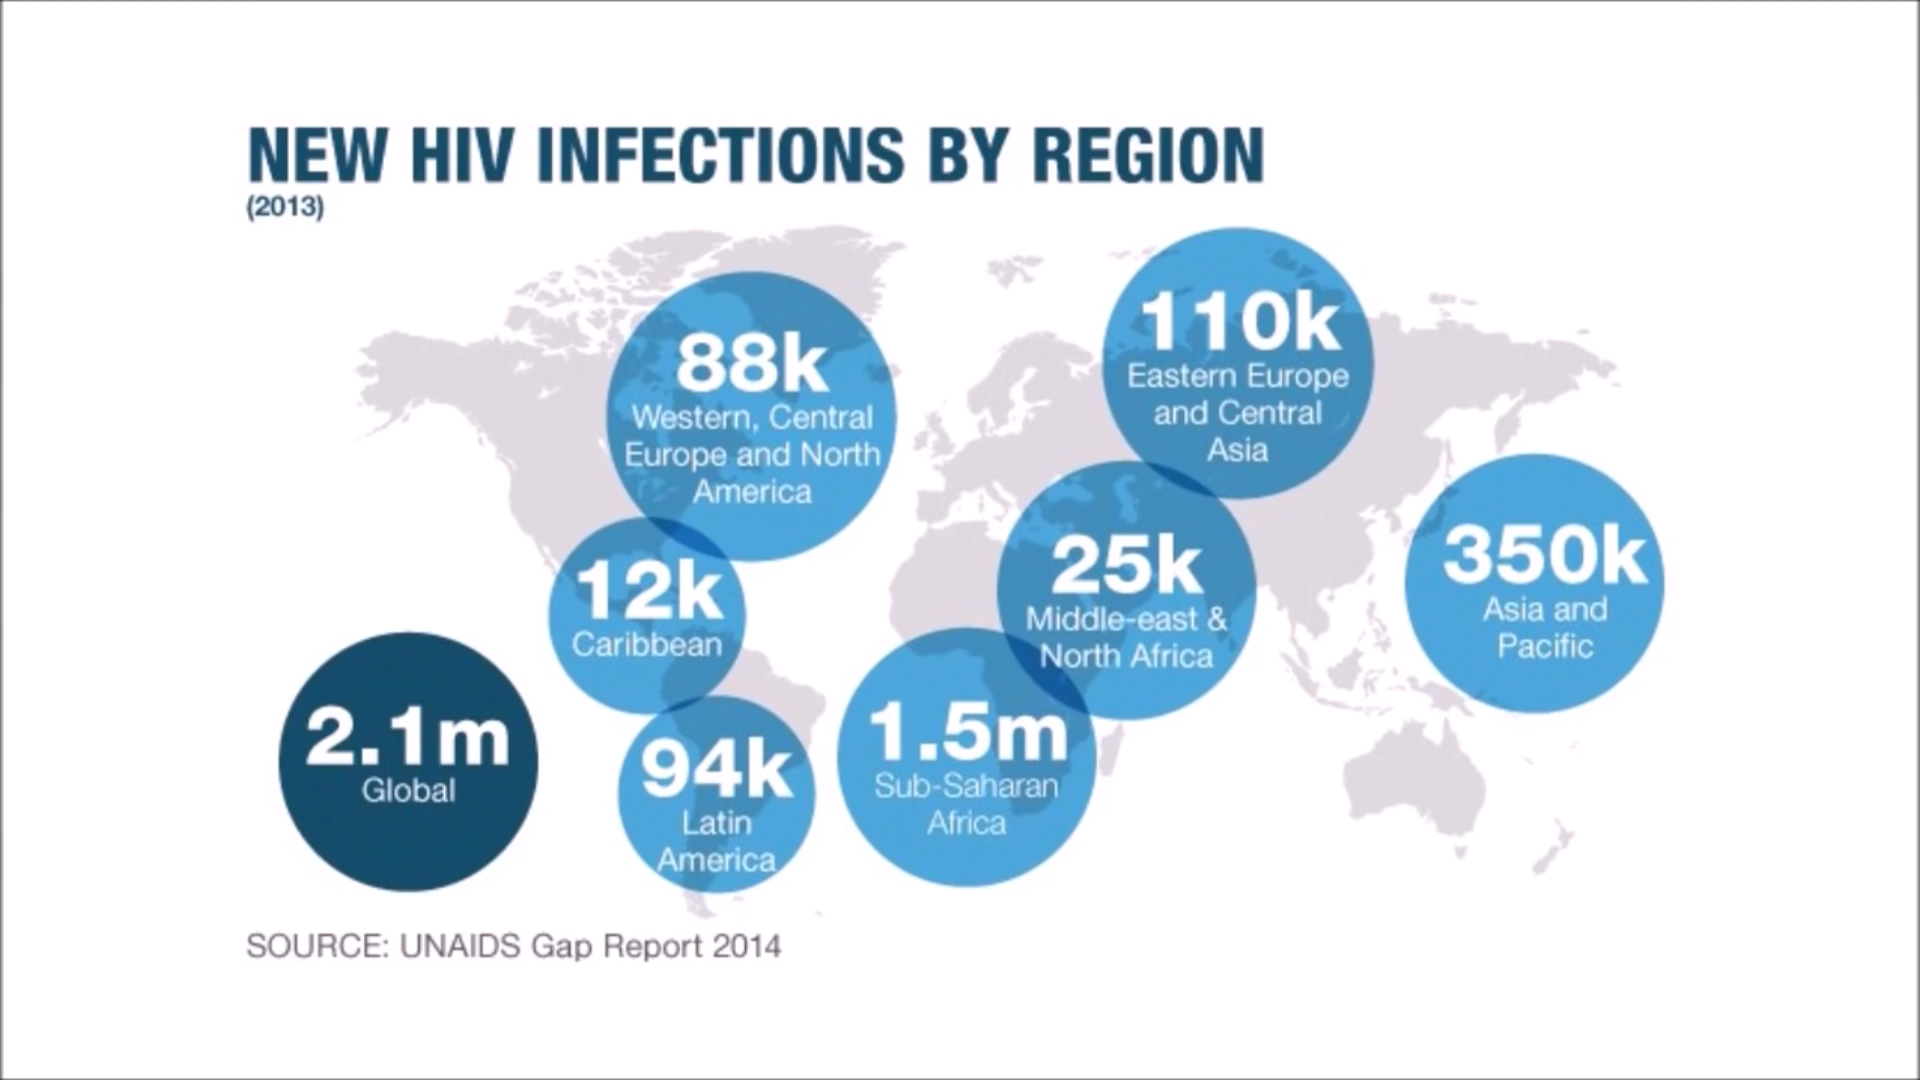 NEW HIV INFECTIONS BY REGION
(2013)
88k
Western, Central
Europe and North
America
110k
Eastern Europe
and Central
Asia
12k
Caribbean
25k
Middle-east &
North Africa
350k
Asia and
Pacific
2.1m
Global
94k
Latin
America
1.5m
Sub-Saharan
Africa
SOURCE: UNAIDS Gap Report 2014